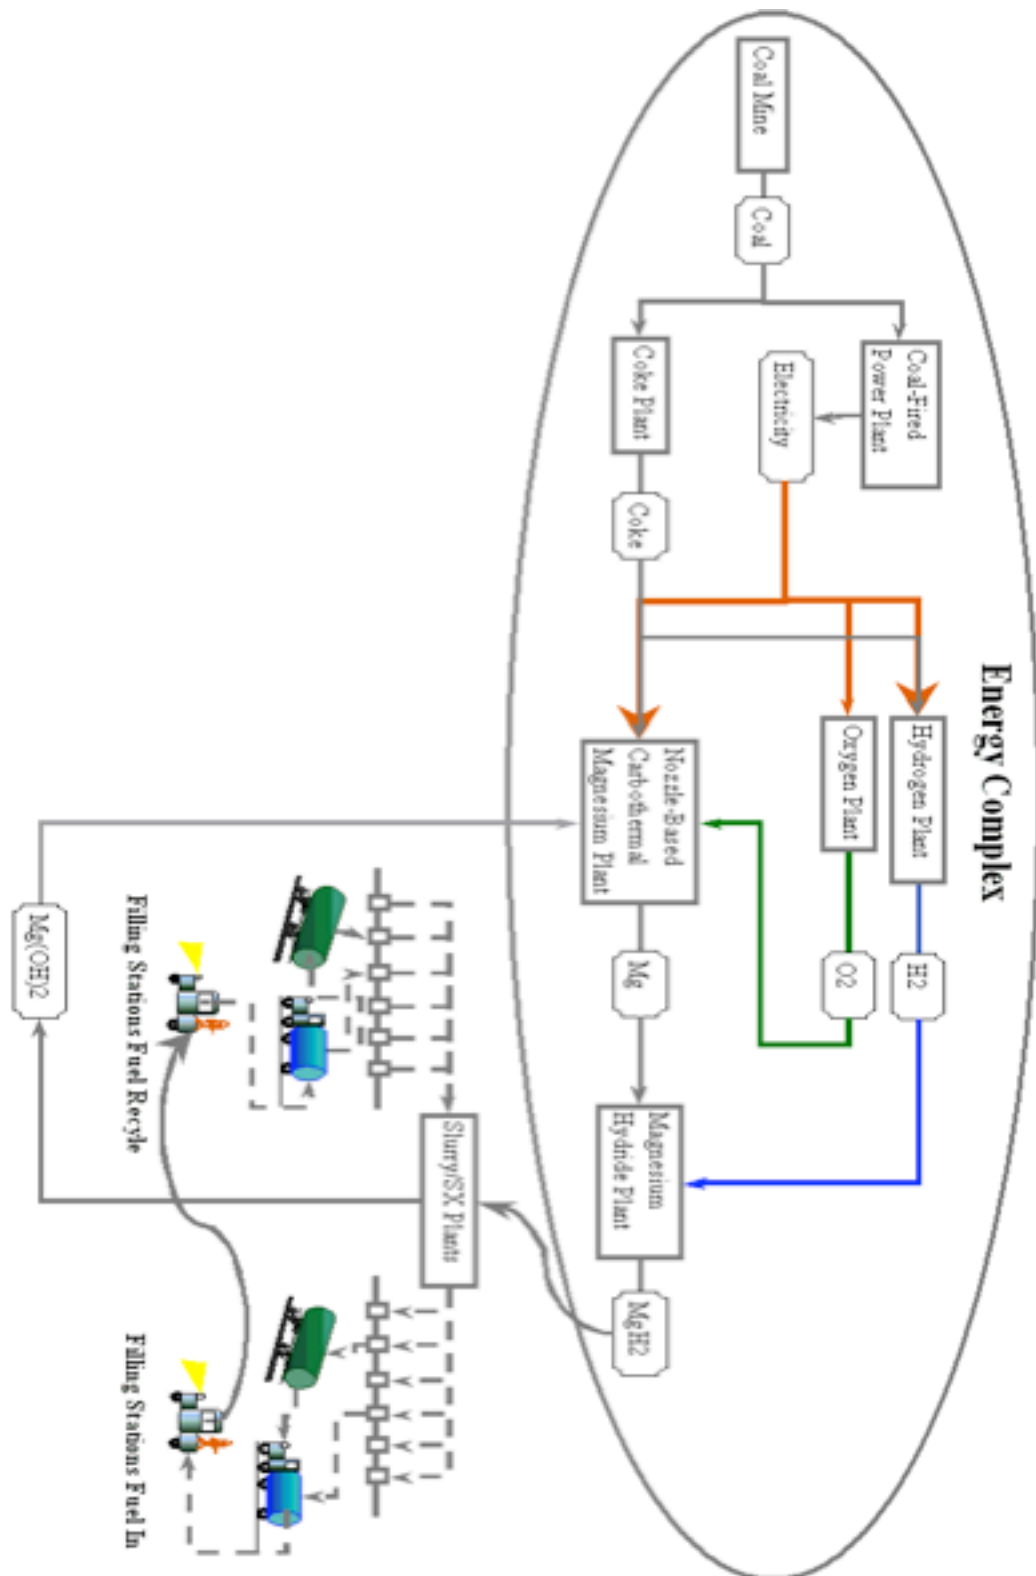 Energy Complex
Coal Mine
Coal
Coal-Fired
Power Plant
Electricity
Coke Plant
Coke
Hydrogen Plant
H2
Oxygen Plant
O2
Nozzle-Based
Carbothermal
Magnesium Plant
Mg
Magnesium
Hydride Plant
MgH2
Slurry/SX Plants
Mg(OH)2
Filling Stations Fuel Recyle
Filling Stations Fuel In